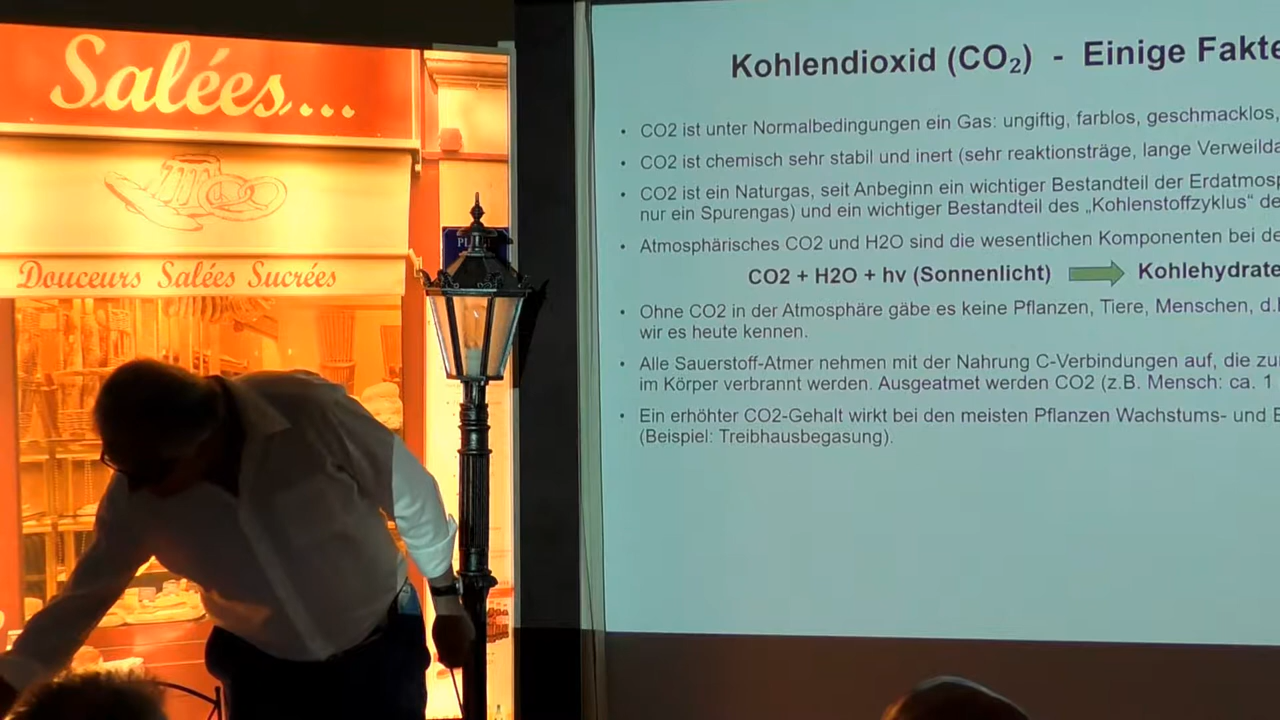 Salées...
Douceurs Salées Sucrées
Kohlendioxid (CO₂) - Einige Fakte
• CO2 ist unter Normalbedingungen ein Gas: ungiftig, farblos, geschmacklos,
• CO2 ist chemisch sehr stabil und inert (sehr reaktionsträge, lange Verweilda
• CO2 ist ein Naturgas, seit Anbeginn ein wichtiger Bestandteil der Erdatmosp
nur ein Spurengas) und ein wichtiger Bestandteil des „Kohlenstoffzyklus“ de
• Atmosphärisches CO2 und H2O sind die wesentlichen Komponenten bei de
CO2 + H2O + hv (Sonnenlicht) Kohlehydrate
• Ohne CO2 in der Atmosphäre gäbe es keine Pflanzen, Tiere, Menschen, d.
wir es heute kennen.
• Alle Sauerstoff-Atmer nehmen mit der Nahrung C-Verbindungen auf, die zu
im Körper verbrannt werden. Ausgeatmet werden CO2 (z.B. Mensch: ca. 1
• Ein erhöhter CO2-Gehalt wirkt bei den meisten Pflanzen Wachstums- und E
(Beispiel: Treibhausbegasung).